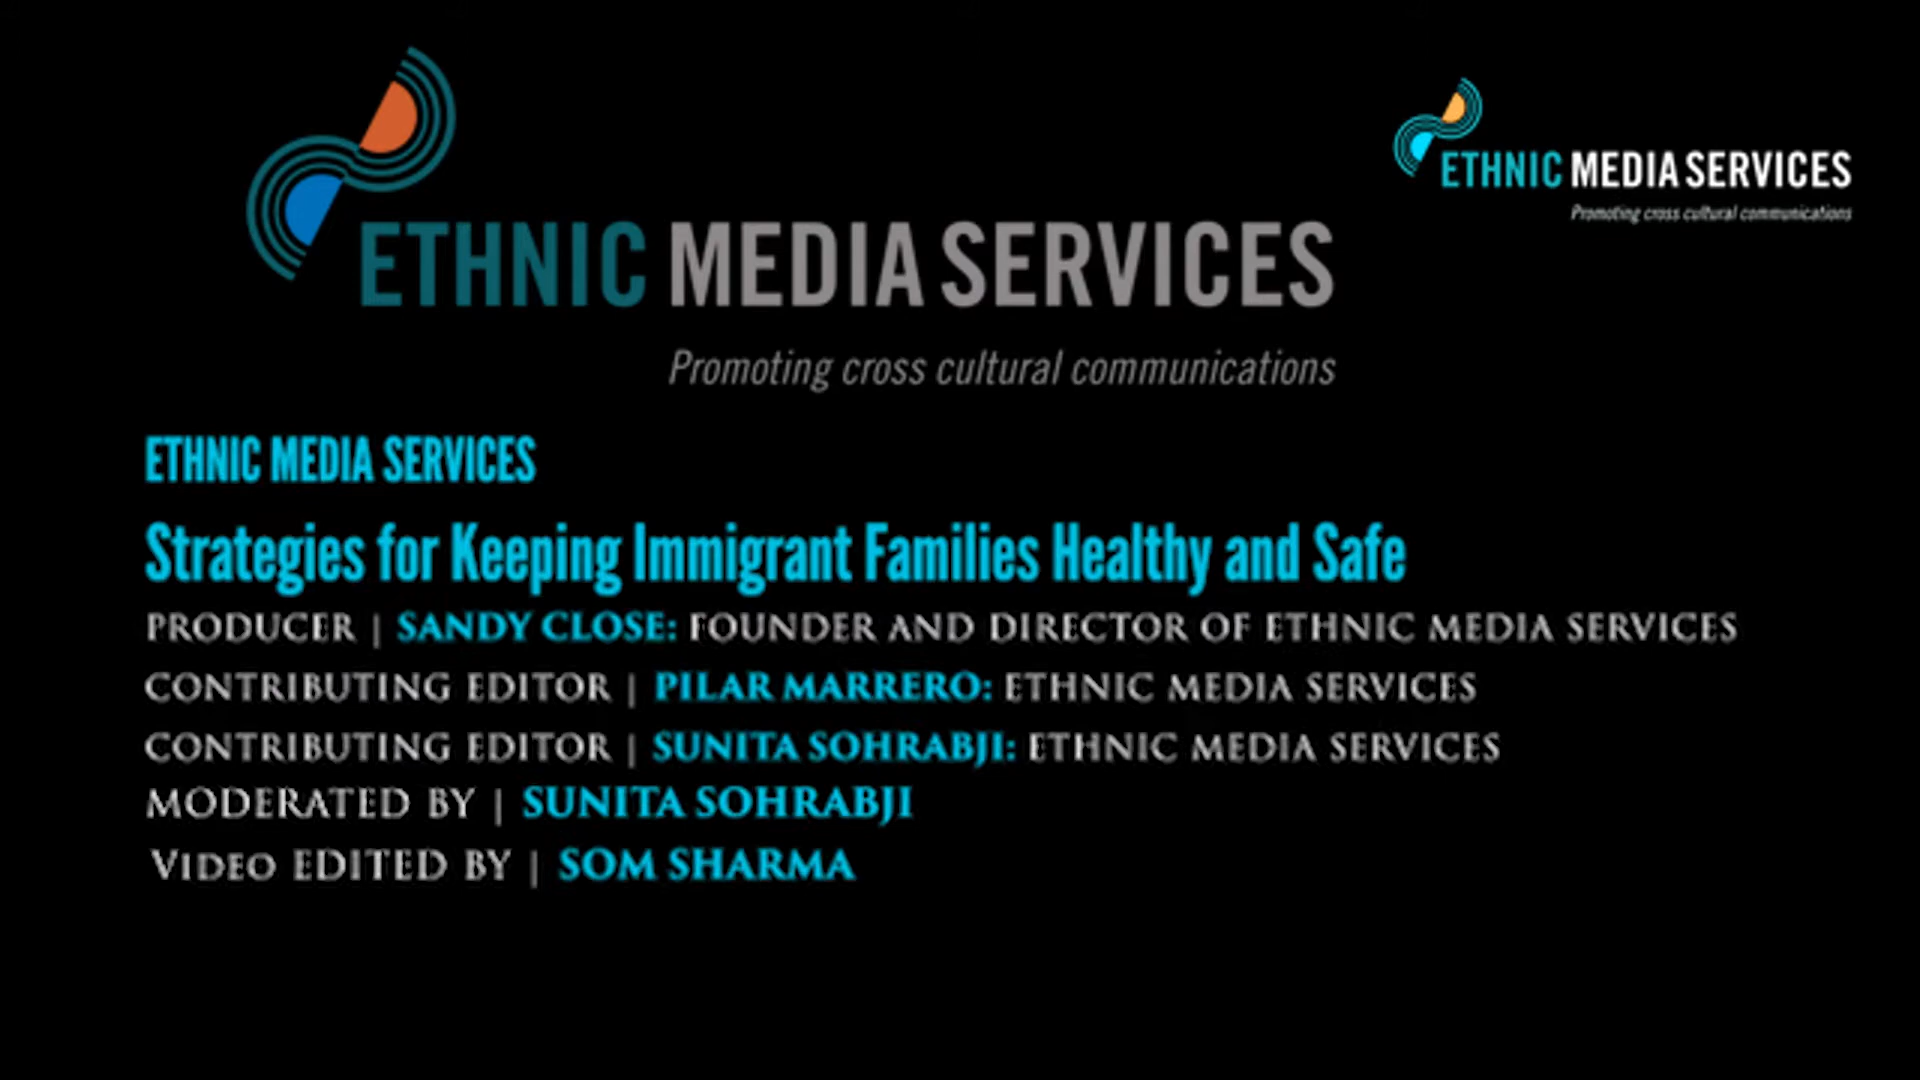 ETHNIC MEDIA SERVICES
Promoting cross cultural communications
ETHNIC MEDIA SERVICES
Promoting cross cultural communications
ETHNIC MEDIA SERVICES
Strategies for Keeping Immigrant Families Healthy and Safe
PRODUCER | SANDY CLOSE: FOUNDER AND DIRECTOR OF ETHNIC MEDIA SERVICES
CONTRIBUTING EDITOR | PILAR MARRERO: ETHNIC MEDIA SERVICES
CONTRIBUTING EDITOR | SUNITA SOHRABJI: ETHNIC MEDIA SERVICES
MODERATED BY | SUNITA SOHRABJI
VIDEO EDITED BY | SOM SHARMA